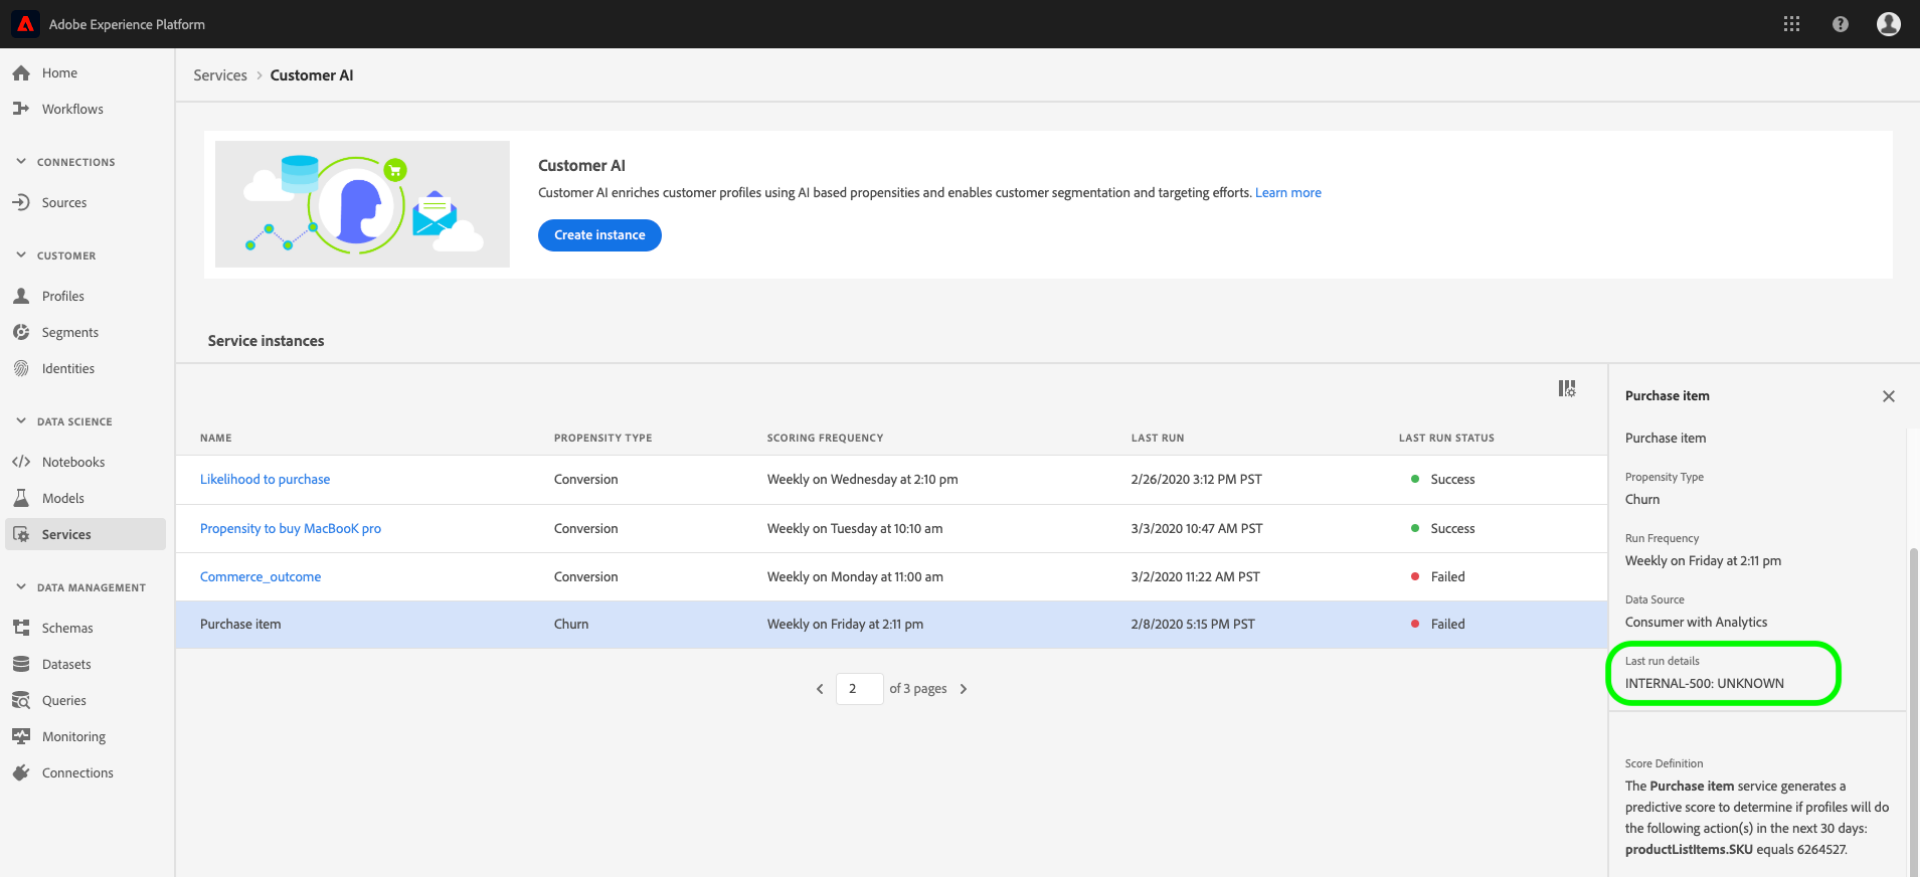 Adobe Experience Platform
Home
Workflows
CONNECTIONS
Sources
CUSTOMER
Profiles
Segments
Identities
DATA SCIENCE
Notebooks
Models
Services
DATA MANAGEMENT
Schemas
Datasets
Queries
Monitoring
Connections
Services > Customer AI
Customer AI
Customer AI enriches customer profiles using AI based propensities and enables customer segmentation and targeting efforts. Learn more
Create instance
Service instances
NAME PROPENSITY TYPE SCORING FREQUENCY LAST RUN LAST RUN STATUS
Likelihood to purchase Conversion Weekly on Wednesday at 2:10 pm 2/26/2020 3:12 PM PST Success
Propensity to buy MacBooK pro Conversion Weekly on Tuesday at 10:10 am 3/3/2020 10:47 AM PST Success
Commerce_outcome Conversion Weekly on Monday at 11:00 am 3/2/2020 11:22 AM PST Failed
Purchase item Churn Weekly on Friday at 2:11 pm 2/8/2020 5:15 PM PST Failed
2 of 3 pages
Purchase item
Purchase item
Propensity Type
Churn
Run Frequency
Weekly on Friday at 2:11 pm
Data Source
Consumer with Analytics
Last run details
INTERNAL-500: UNKNOWN
Score Definition
The Purchase item service generates a
predictive score to determine if profiles will do
the following action(s) in the next 30 days:
productListItems.SKU equals 6264527.